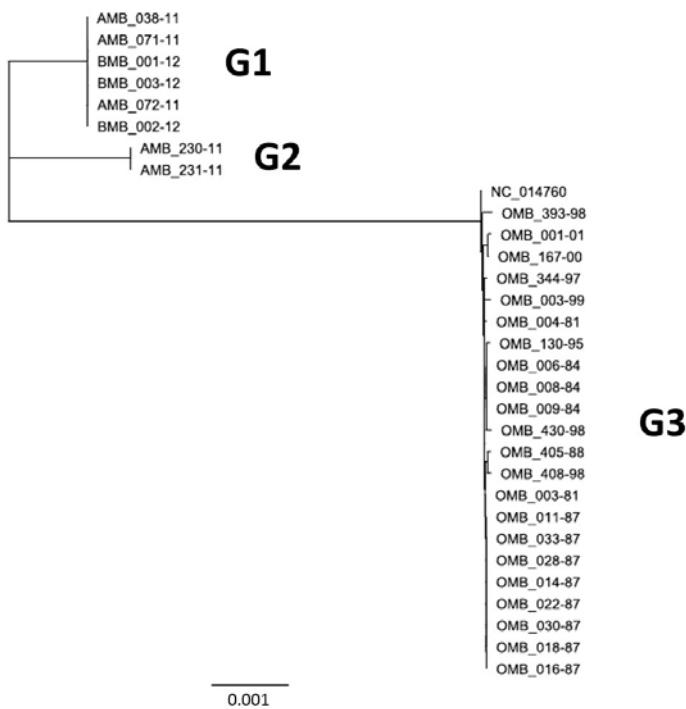 AMB_038-11
AMB_071-11
BMB_001-12
G1
BMB_003-12
AMB_072-11
BMB_002-12
AMB_230-11
G2
AMB_231-11
NC_014760
OMB_393-98
OMB_001-01
OMB_167-00
OMB_344-97
OMB_003-99
OMB_004-81
OMB_130-95
OMB_006-84
OMB_008-84
OMB_009-84
G3
OMB_430-98
OMB_405-88
OMB_408-98
OMB_003-81
OMB_011-87
OMB_033-87
OMB_028-87
OMB_014-87
OMB_022-87
OMB_030-87
OMB_018-87
OMB_016-87
0.001